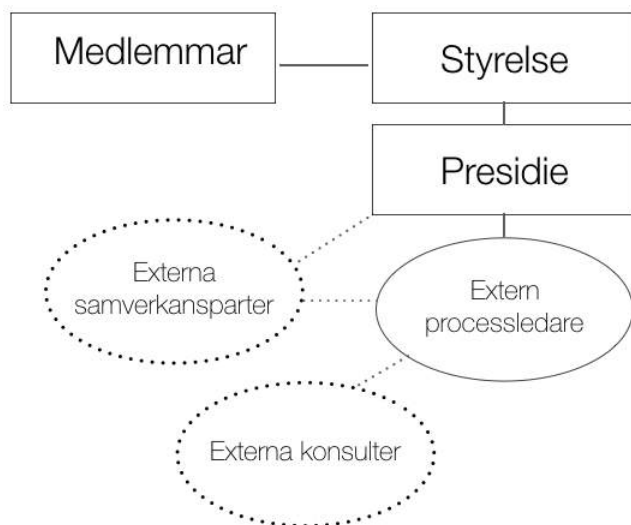 Medlemmar
Styrelse
Presidie
Externa
samverkansparter
Extern
processledare
Externa konsulter